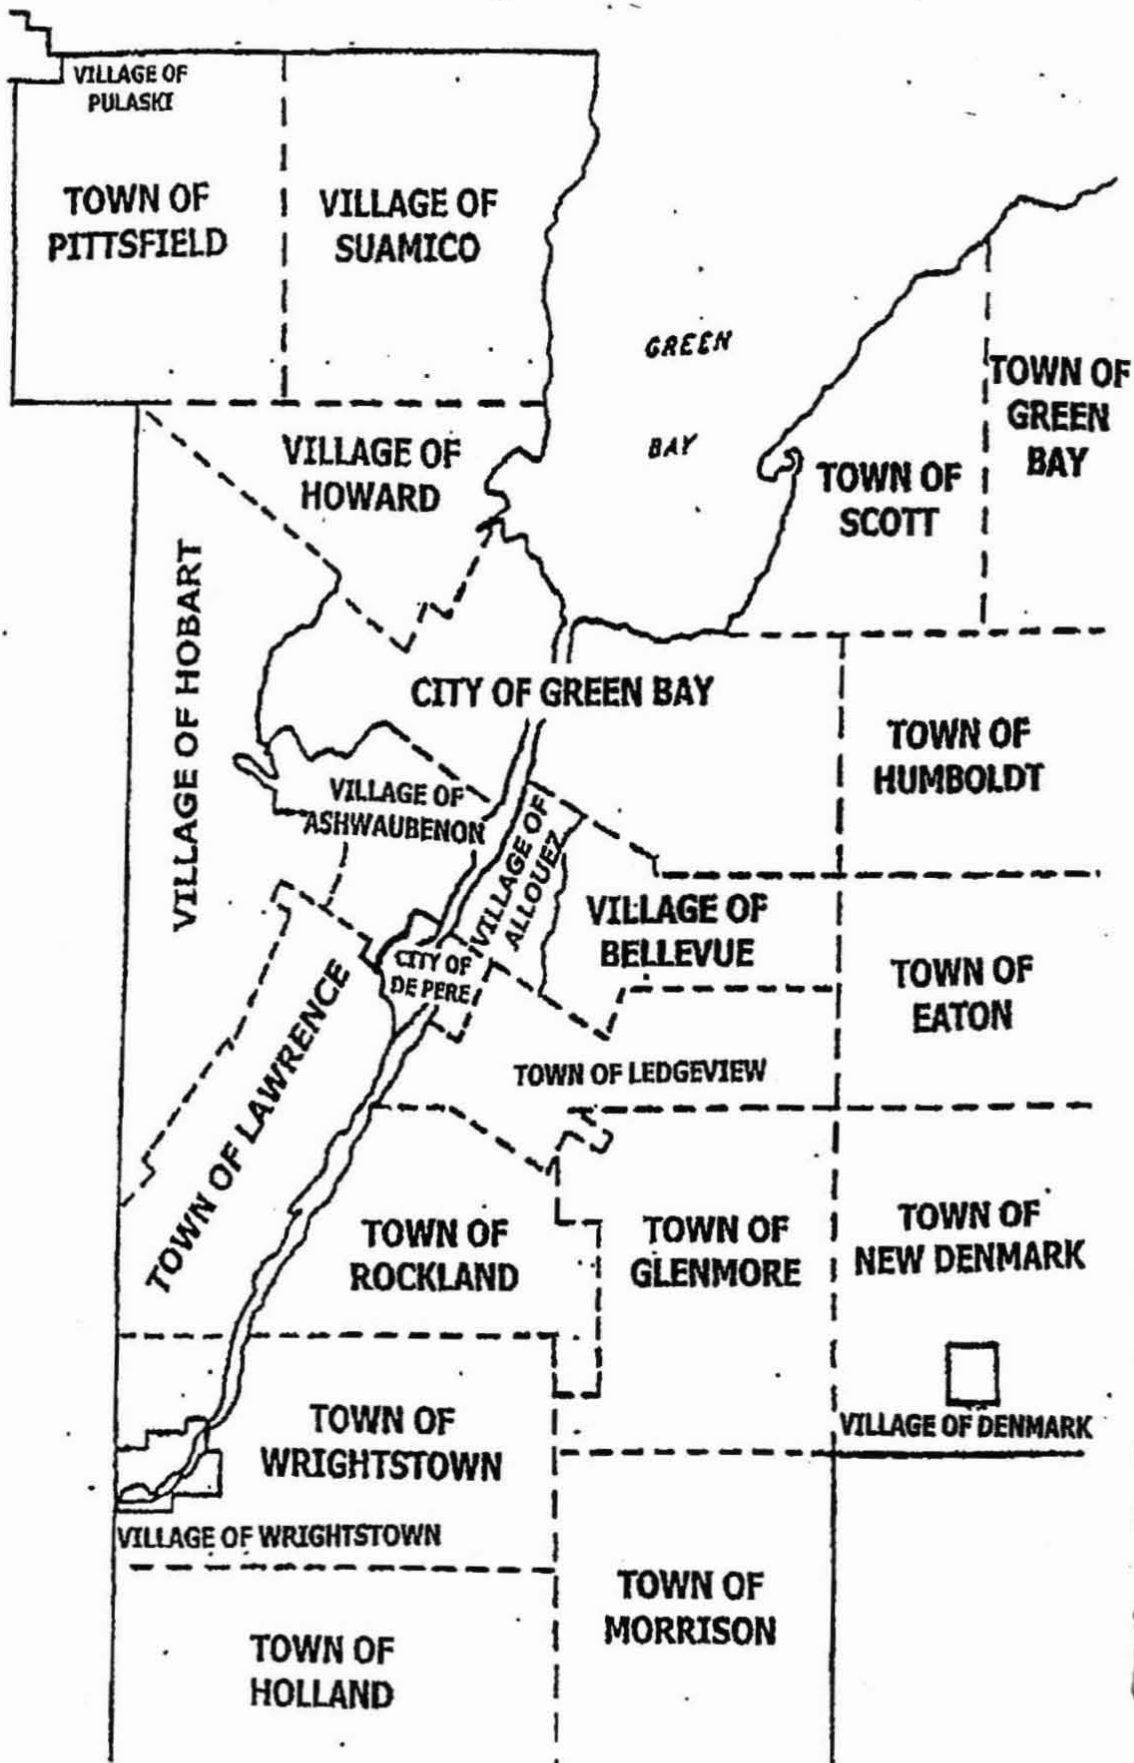 VILLAGE OF
PULASKI
TOWN OF
PITTSFIELD
VILLAGE OF
SUAMICO
GREEN
BAY
TOWN OF
GREEN
BAY
VILLAGE OF
HOWARD
TOWN OF
SCOTT
VILLAGE OF HOBART
CITY OF GREEN BAY
TOWN OF
HUMBOLDT
VILLAGE OF
ASHWAUBENON
VILLAGE OF
ALLOUEZ
VILLAGE OF
BELLEVUE
CITY OF
DE PERE
TOWN OF
EATON
TOWN OF LAWRENCE
TOWN OF LEDGEVIEW
TOWN OF
ROCKLAND
TOWN OF
GLENMORE
TOWN OF
NEW DENMARK
VILLAGE OF DENMARK
TOWN OF
WRIGHTSTOWN
VILLAGE OF WRIGHTSTOWN
TOWN OF
MORRISON
TOWN OF
HOLLAND